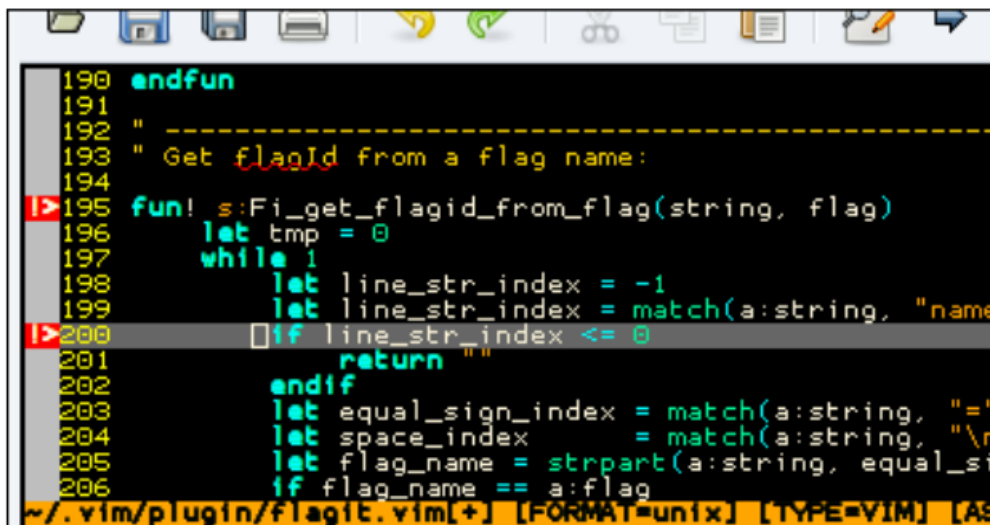 190 endfun
191
192 " ------------------------------------------------
193 " Get flagId from a flag name:
194
!>195 fun! s:Fi_get_flagid_from_flag(string, flag)
196 let tmp = 0
197 while 1
198 let line_str_index = -1
199 let line_str_index = match(a:string, "name
!>200 if line_str_index <= 0
201 return ""
202 endif
203 let equal_sign_index = match(a:string, "="
204 let space_index = match(a:string, "\n
205 let flag_name = strpart(a:string, equal_si
206 if flag_name == a:flag
~/.vim/plugin/flagit.vim[+] [FORMAT=unix] [TYPE=VIM] [AS